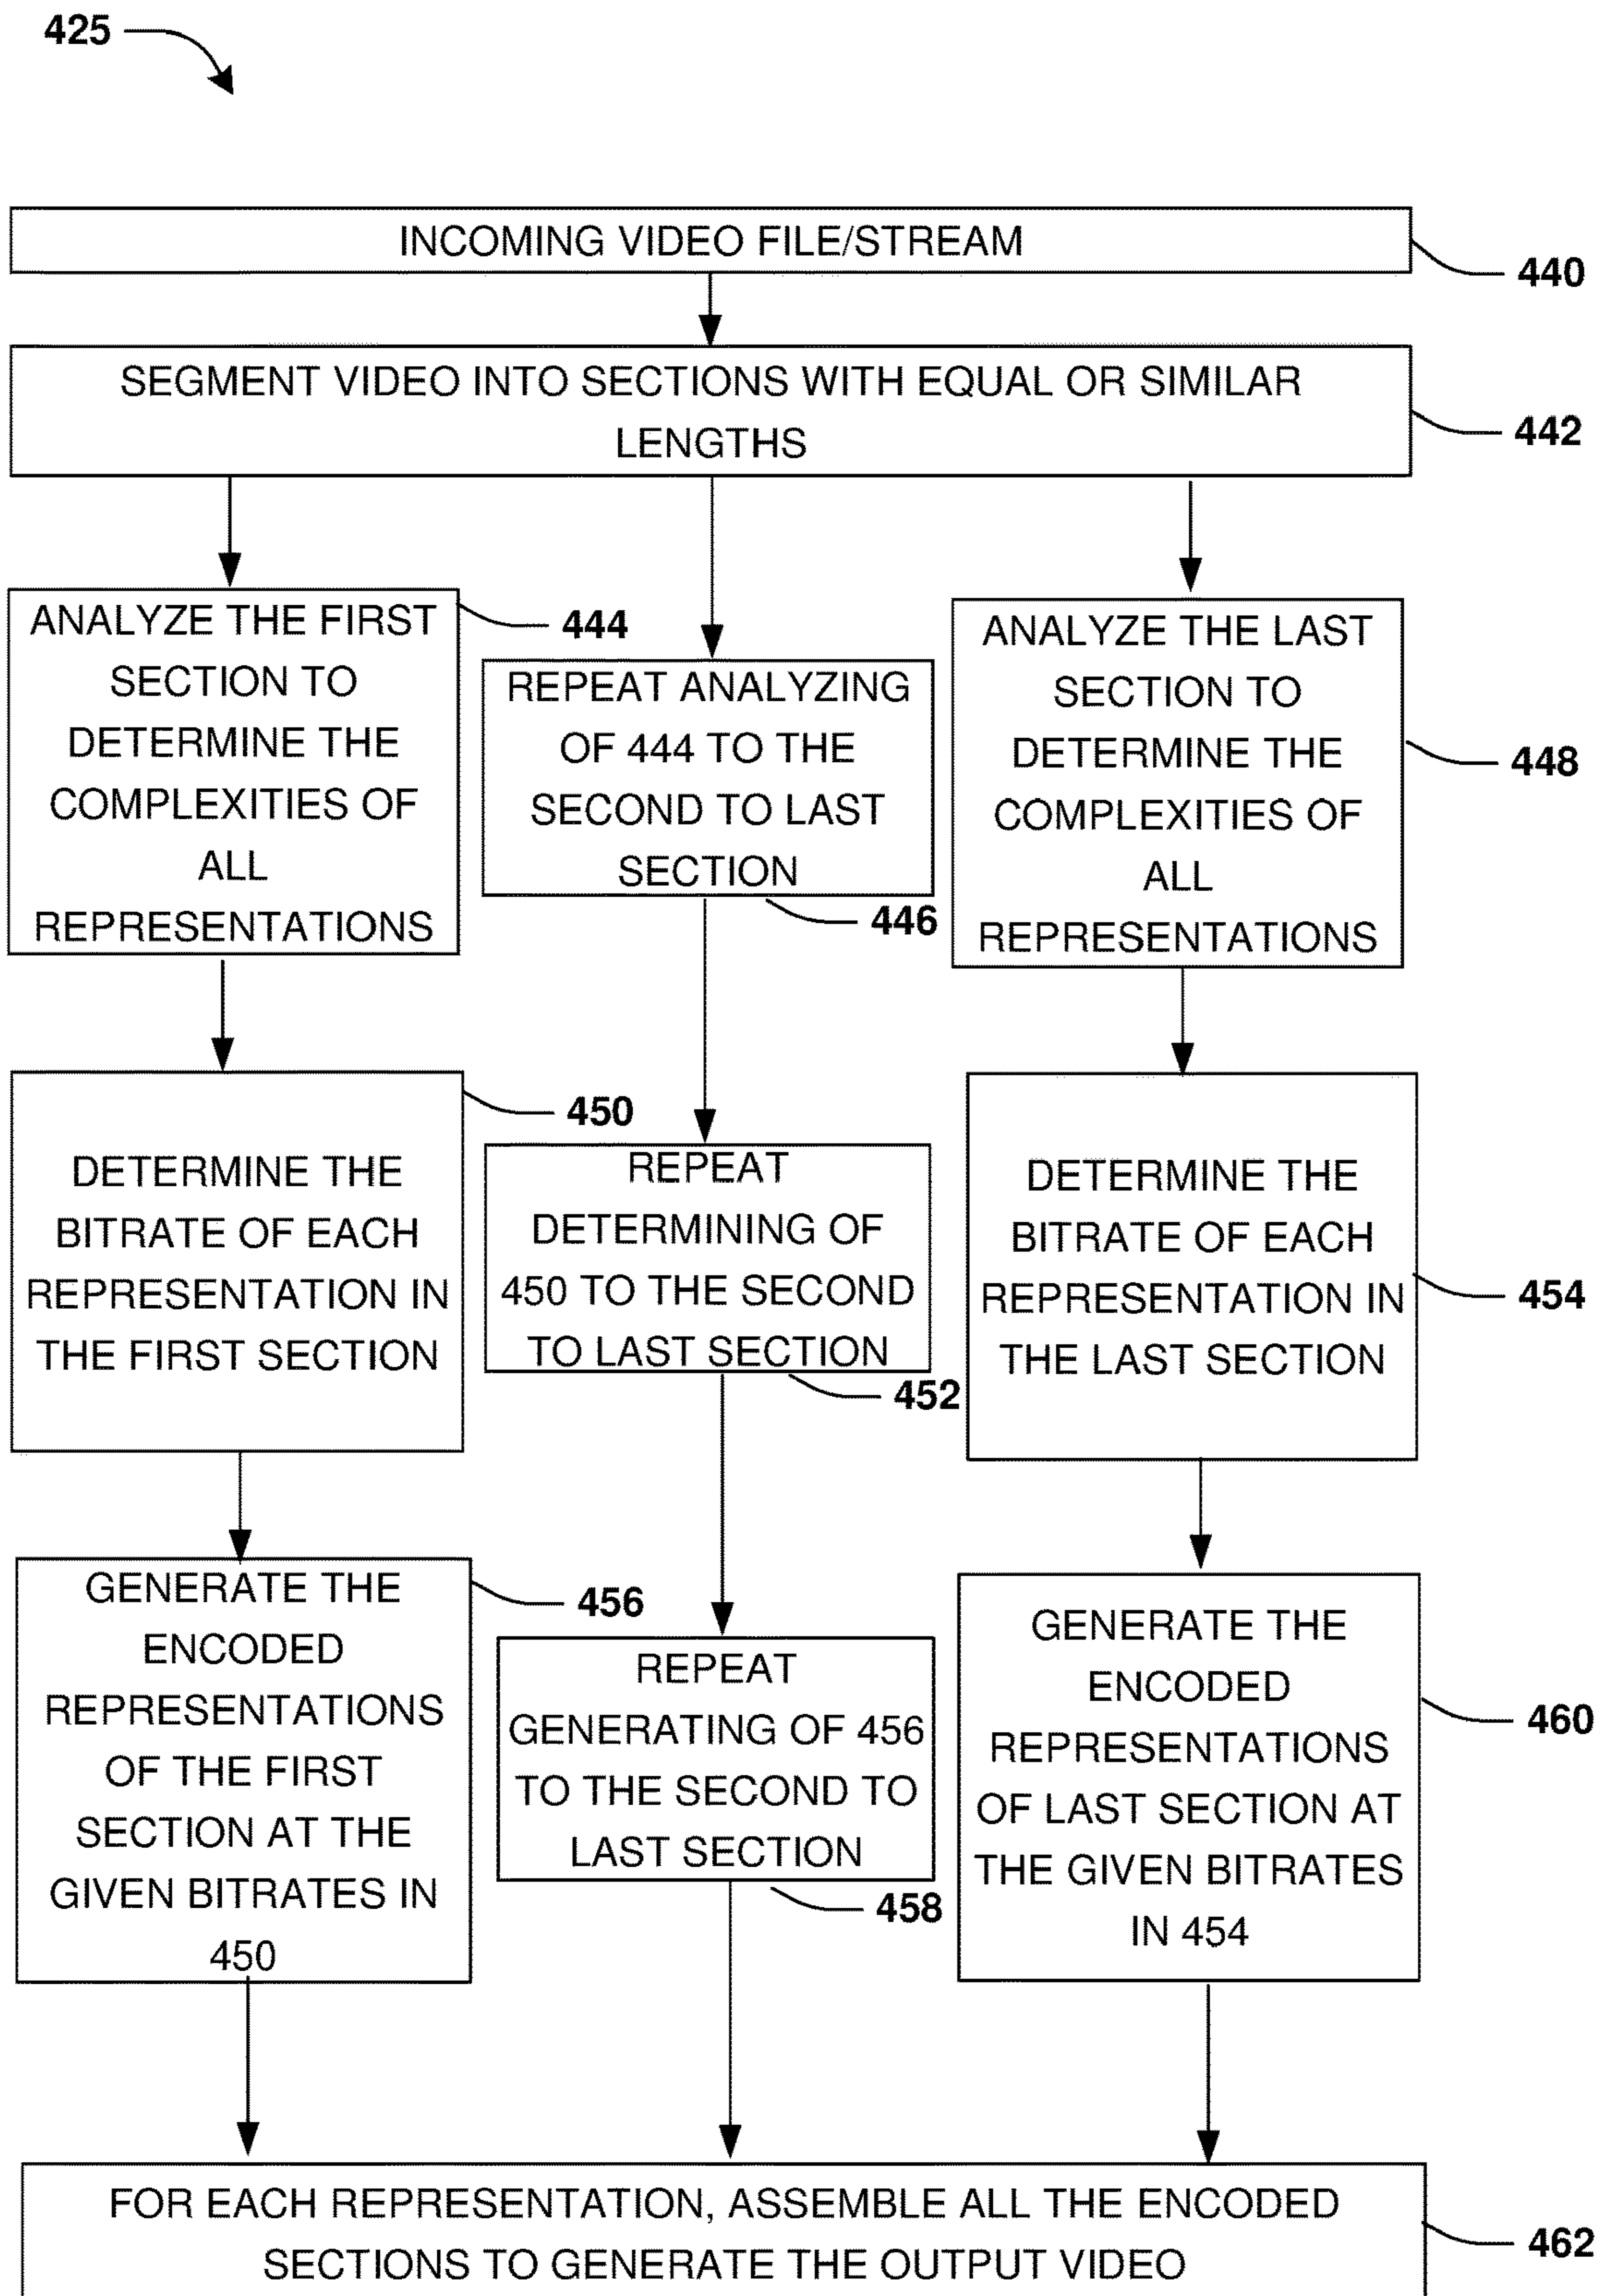 425
INCOMING VIDEO FILE/STREAM
440
SEGMENT VIDEO INTO SECTIONS WITH EQUAL OR SIMILAR
LENGTHS
442
ANALYZE THE FIRST
SECTION TO
DETERMINE THE
COMPLEXITIES OF
ALL
REPRESENTATIONS
444
REPEAT ANALYZING
OF 444 TO THE
SECOND TO LAST
SECTION
446
ANALYZE THE LAST
SECTION TO
DETERMINE THE
COMPLEXITIES OF
ALL
REPRESENTATIONS
448
DETERMINE THE
BITRATE OF EACH
REPRESENTATION IN
THE FIRST SECTION
450
REPEAT
DETERMINING OF
450 TO THE SECOND
TO LAST SECTION
452
DETERMINE THE
BITRATE OF EACH
REPRESENTATION IN
THE LAST SECTION
454
GENERATE THE
ENCODED
REPRESENTATIONS
OF THE FIRST
SECTION AT THE
GIVEN BITRATES IN
450
456
REPEAT
GENERATING OF 456
TO THE SECOND TO
LAST SECTION
458
GENERATE THE
ENCODED
REPRESENTATIONS
OF LAST SECTION AT
THE GIVEN BITRATES
IN 454
460
FOR EACH REPRESENTATION, ASSEMBLE ALL THE ENCODED
SECTIONS TO GENERATE THE OUTPUT VIDEO
462